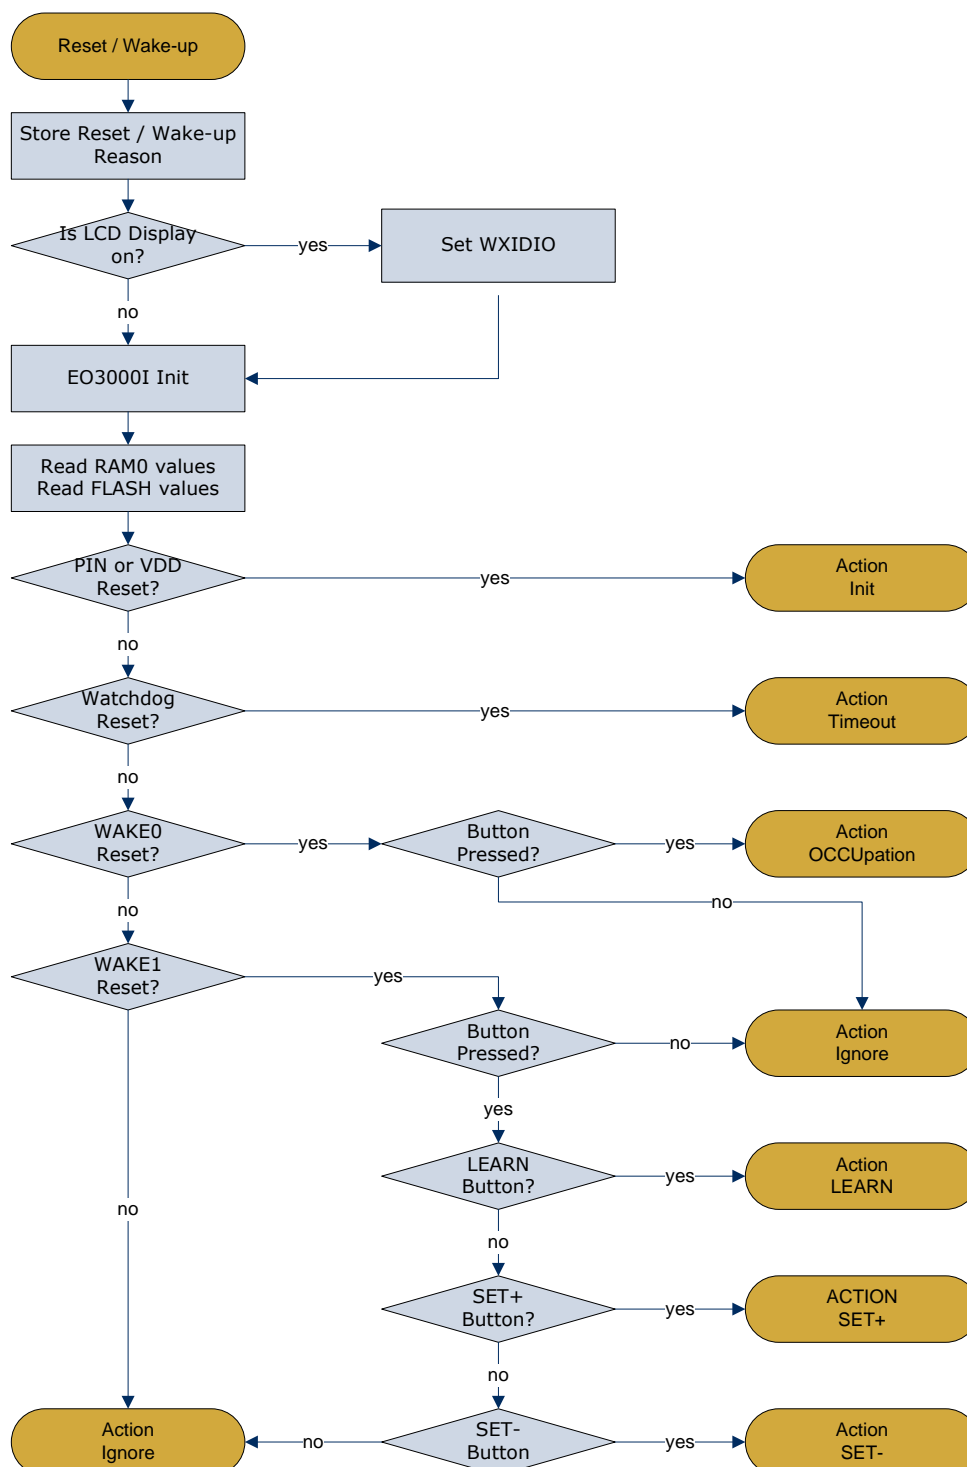 Reset / Wake-up
Store Reset / Wake-up
Reason
Is LCD Display
on?
yes
Set WXIDIO
no
EO3000I Init
Read RAM0 values
Read FLASH values
PIN or VDD
Reset?
yes
Action
Init
no
Watchdog
Reset?
yes
Action
Timeout
no
WAKE0
Reset?
yes
Button
Pressed?
yes
Action
OCCUpation
no
no
WAKE1
Reset?
yes
Button
Pressed?
no
Action
Ignore
yes
LEARN
Button?
yes
Action
LEARN
no
no
SET+
Button?
yes
ACTION
SET+
no
Action
Ignore
no
SET-
Button
yes
Action
SET-